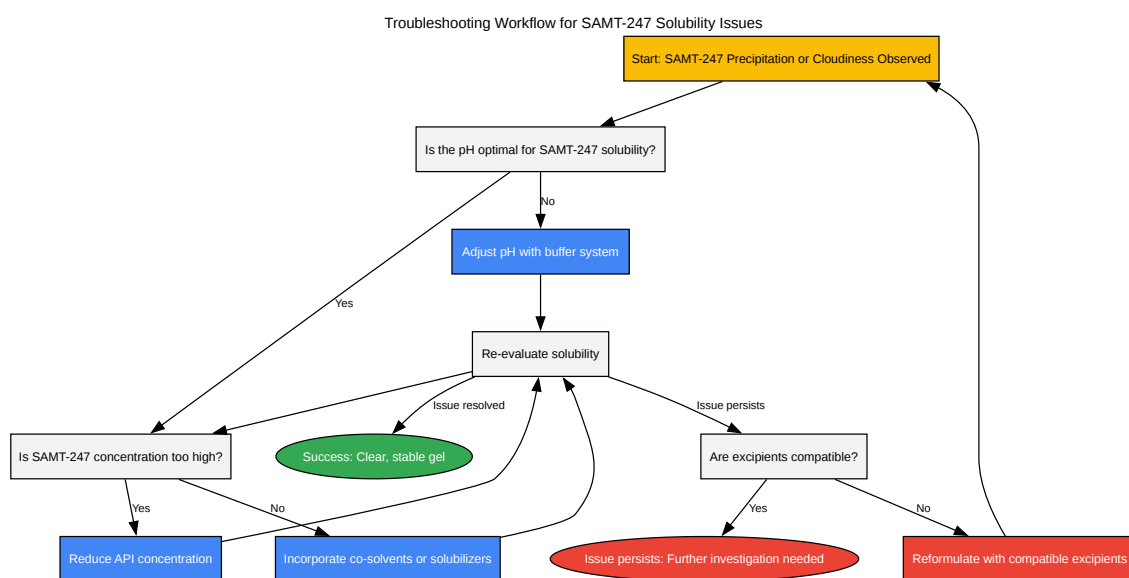 Troubleshooting Workflow for SAMT-247 Solubility Issues
Start: SAMT-247 Precipitation or Cloudiness Observed
Is the pH optimal for SAMT-247 solubility?
No
Adjust pH with buffer system
Yes
Re-evaluate solubility
Issue resolved
Issue persists
Is SAMT-247 concentration too high?
Success: Clear, stable gel
Are excipients compatible?
Yes
No
Yes
No
Reduce API concentration
Incorporate co-solvents or solubilizers
Issue persists: Further investigation needed
Reformulate with compatible excipients